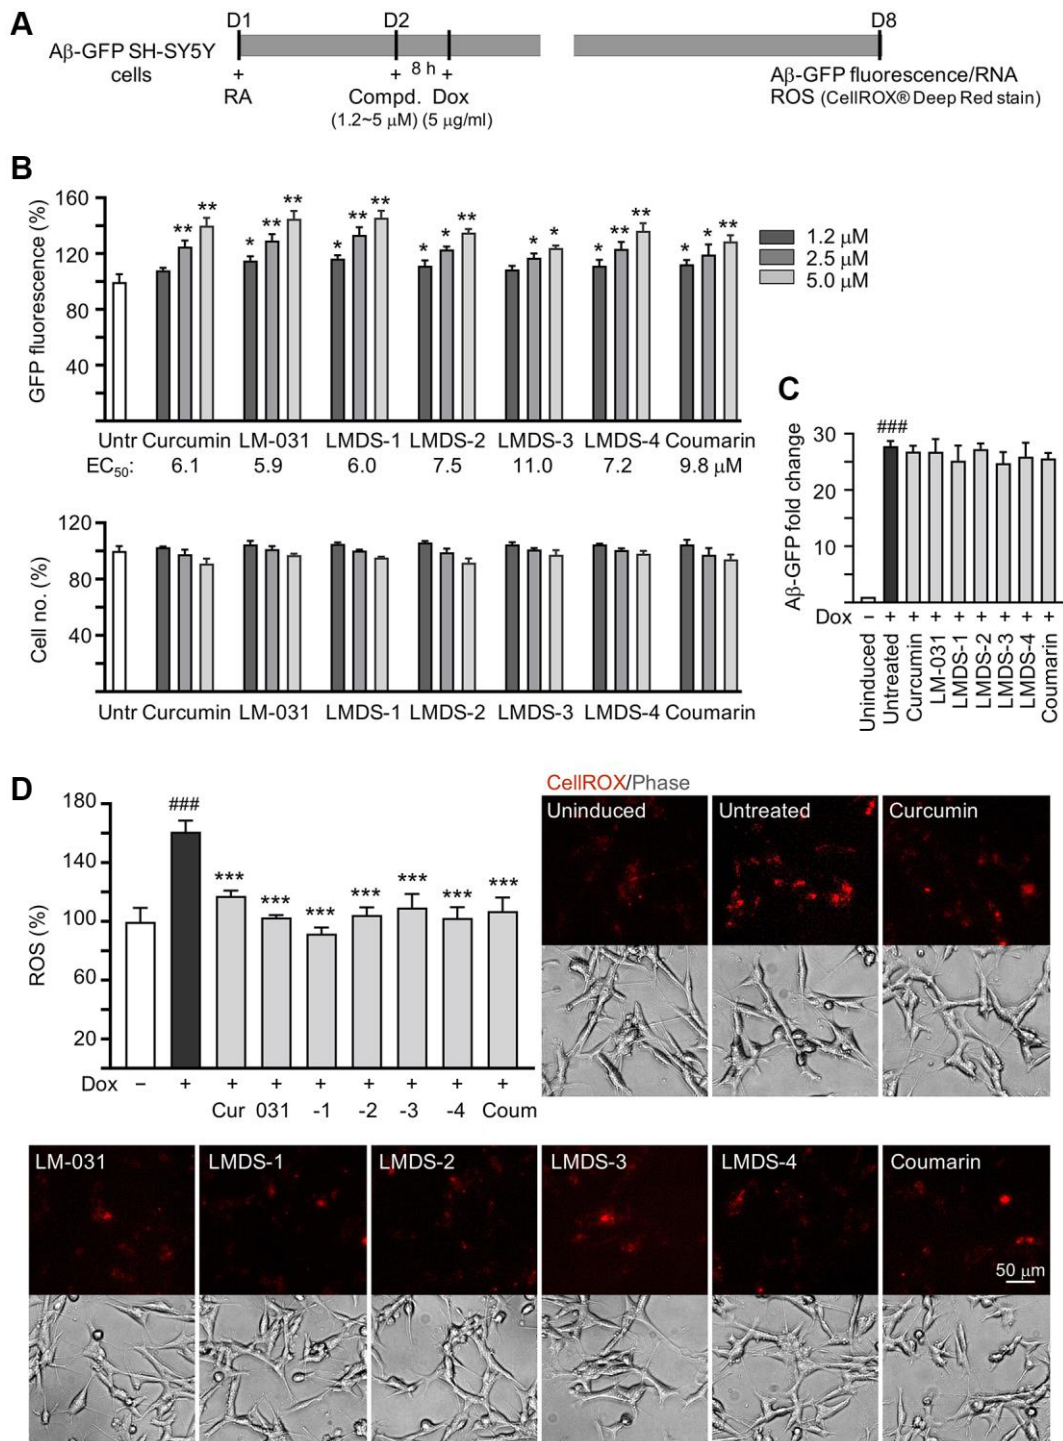 A
D1 D2 D8
Aβ-GFP SH-SY5Y
cells
+ + 8 h +
RA Compd. Dox
(1.2~5 μM) (5 μg/ml)
Aβ-GFP fluorescence/RNA
ROS (CellROX® Deep Red stain)
B
GFP fluorescence (%)
160
120
80
40
** ** * ** ** * ** ** * * ** * * * ** ** * * **
1.2 μM
2.5 μM
5.0 μM
Untr Curcumin LM-031 LMDS-1 LMDS-2 LMDS-3 LMDS-4 Coumarin
EC50: 6.1 5.9 6.0 7.5 11.0 7.2 9.8 μM
Cell no. (%)
120
80
40
Untr Curcumin LM-031 LMDS-1 LMDS-2 LMDS-3 LMDS-4 Coumarin
C
Aβ-GFP fold change
30
20
10
###
Dox − + + + + + + + +
Uninduced
Untreated
Curcumin
LM-031
LMDS-1
LMDS-2
LMDS-3
LMDS-4
Coumarin
D
ROS (%)
180
140
100
60
20
###
*** *** *** *** *** *** ***
Dox − + + + + + + + +
Cur 031 -1 -2 -3 -4 Coum
CellROX/Phase
Uninduced Untreated Curcumin
LM-031 LMDS-1 LMDS-2 LMDS-3 LMDS-4 Coumarin
50 μm